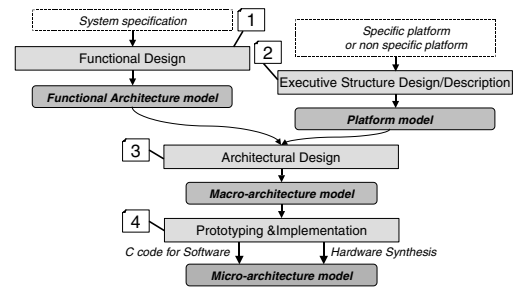 System specification
1
Functional Design
Functional Architecture model
Specific platform
or non specific platform
2
Executive Structure Design/Description
Platform model
3
Architectural Design
Macro-architecture model
4
Prototyping &Implementation
C code for Software
Hardware Synthesis
Micro-architecture model